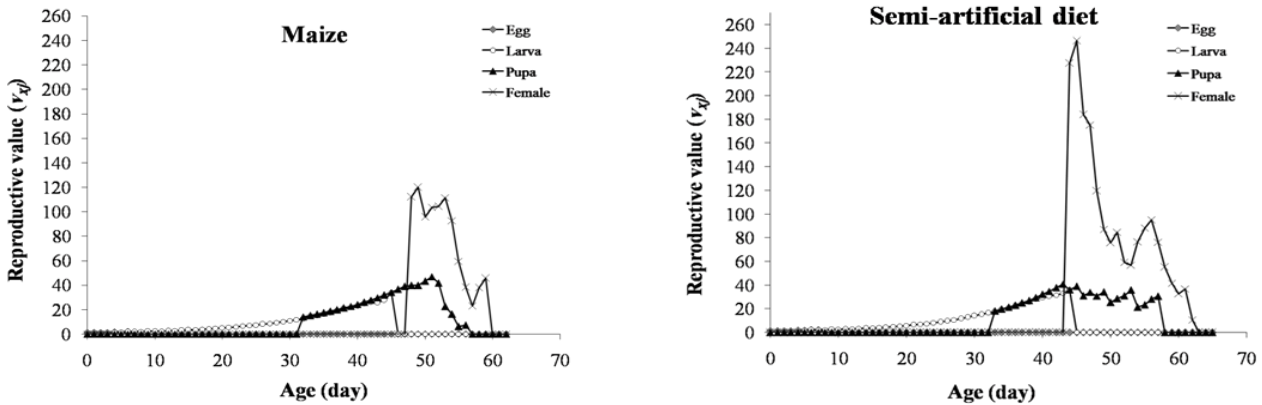 Maize
Egg
Larva
Pupa
Female
Reproductive value (vxj)
260
240
220
200
180
160
140
120
100
80
60
40
20
0
0 10 20 30 40 50 60 70
Age (day)
Semi-artificial diet
Egg
Larva
Pupa
Female
Reproductive value (vxj)
260
240
220
200
180
160
140
120
100
80
60
40
20
0
0 10 20 30 40 50 60 70
Age (day)